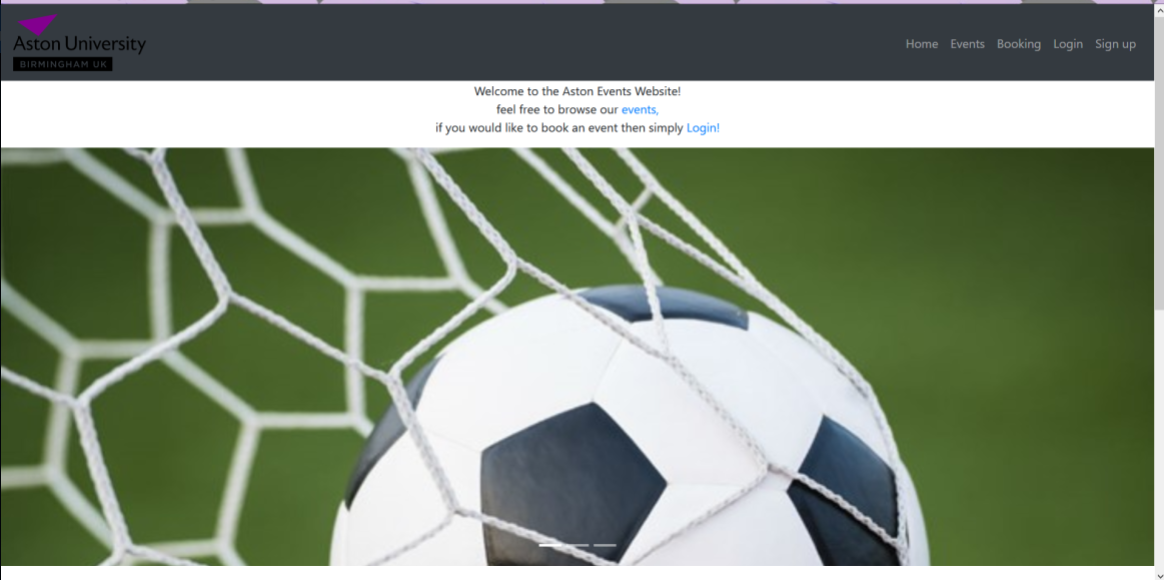 Aston University
BIRMINGHAM UK
Home Events Booking Login Sign up
Welcome to the Aston Events Website!
feel free to browse our events,
if you would like to book an event then simply Login!